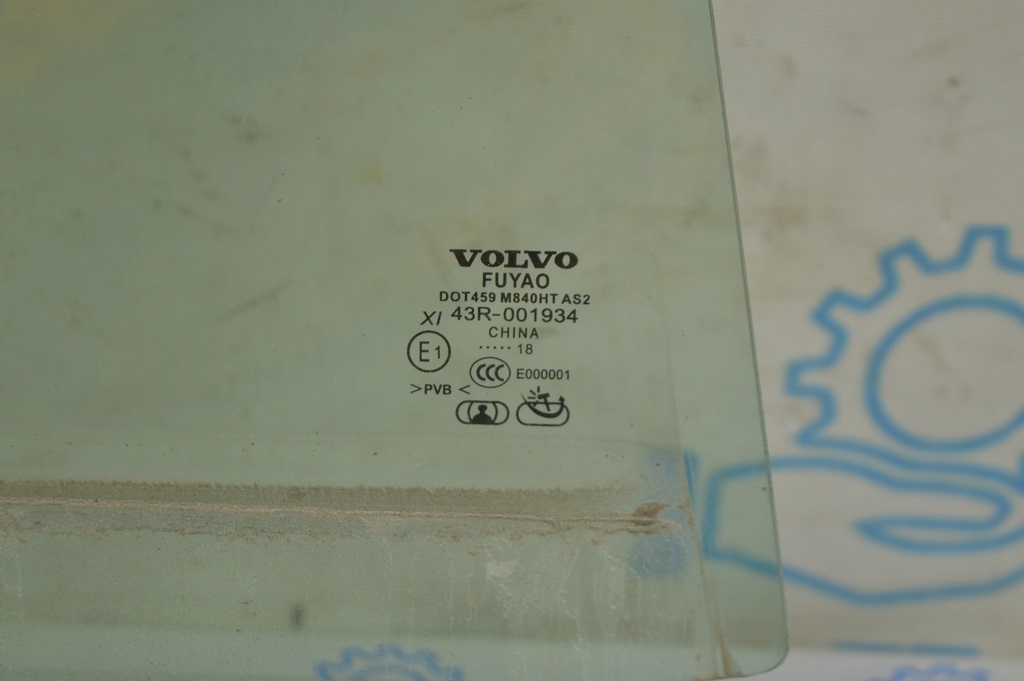 VOLVO
FUYAO
DOT459 M840HT AS2
XI 43R-001934
CHINA
E1 ..... 18
CCC E000001
>PVB<